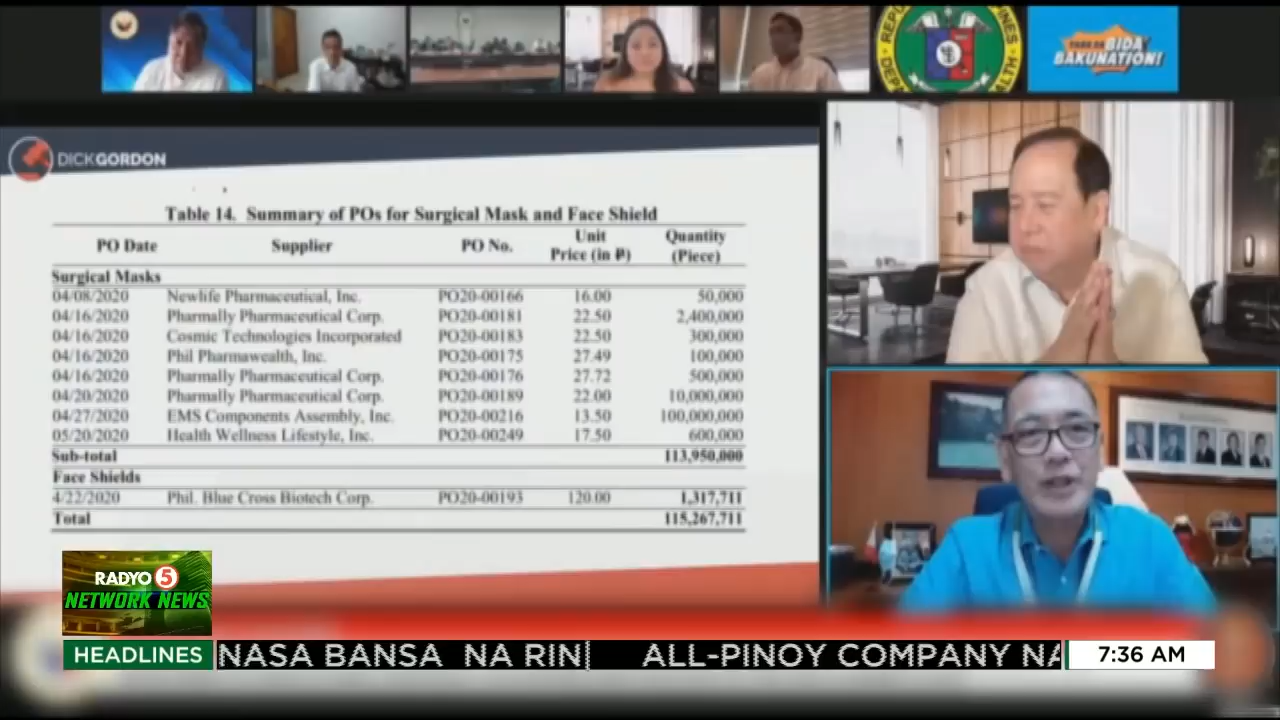 TARA NA
BIDA
BAKUNATION!
DICKGORDON
Table 14. Summary of POs for Surgical Mask and Face Shield
PO Date Supplier PO No. Unit Price (in ₱) Quantity (Piece)
Surgical Masks
04/08/2020 Newlife Pharmaceutical, Inc. PO20-00166 16.00 50,000
04/16/2020 Pharmally Pharmaceutical Corp. PO20-00181 22.50 2,400,000
04/16/2020 Cosmic Technologies Incorporated PO20-00183 22.50 300,000
04/16/2020 Phil Pharmawealth, Inc. PO20-00175 27.49 100,000
04/16/2020 Pharmally Pharmaceutical Corp. PO20-00176 27.72 500,000
04/20/2020 Pharmally Pharmaceutical Corp. PO20-00189 22.00 10,000,000
04/27/2020 EMS Components Assembly, Inc. PO20-00216 13.50 100,000,000
05/20/2020 Health Wellness Lifestyle, Inc. PO20-00249 17.50 600,000
Sub-total 113,950,000
Face Shields
4/22/2020 Phil. Blue Cross Biotech Corp. PO20-00193 120.00 1,317,711
Total 115,267,711
RADYO 5
NETWORK NEWS
HEADLINES NASA BANSA NA RIN ALL-PINOY COMPANY NA 7:36 AM